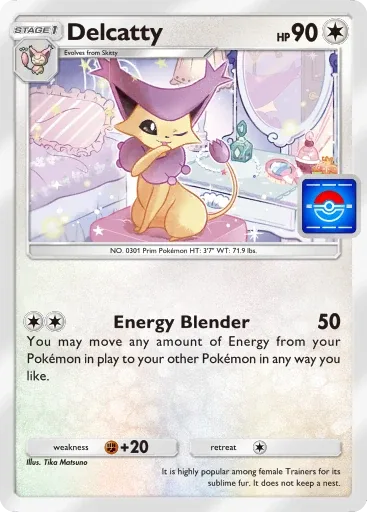 STAGE 1
Delcatty
HP 90
Evolves from Skitty
NO. 0301 Prim Pokémon HT: 3'7" WT: 71.9 lbs.
Energy Blender 50
You may move any amount of Energy from your
Pokémon in play to your other Pokémon in any way you
like.
weakness +20
retreat
Illus. Tika Matsuno
It is highly popular among female Trainers for its
sublime fur. It does not keep a nest.